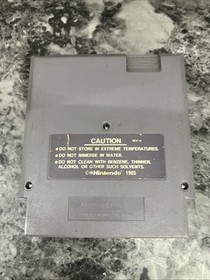 CAUTION
•DO NOT STORE IN EXTREME TEMPERATURES.
•DO NOT IMMERSE IN WATER.
•DO NOT CLEAN WITH BENZENE, THINNER,
ALCOHOL OR OTHER SUCH SOLVENTS.
©®Nintendo® 1985